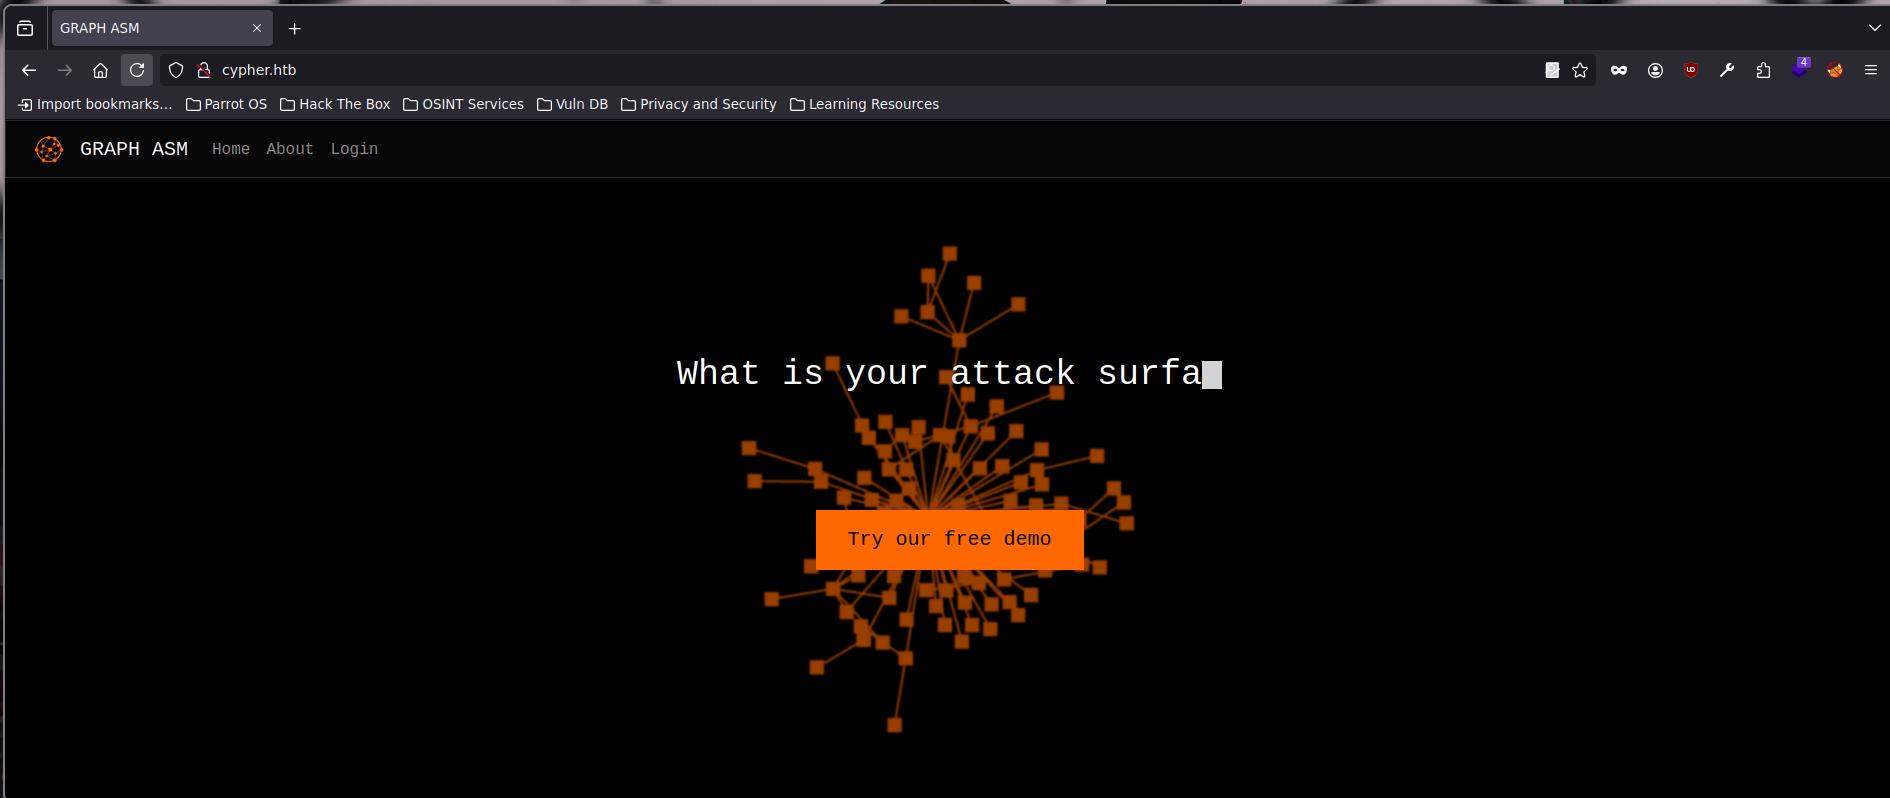 GRAPH ASM
cypher.htb
4
Import bookmarks… Parrot OS Hack The Box OSINT Services Vuln DB Privacy and Security Learning Resources
GRAPH ASM Home About Login
What is your attack surfa
Try our free demo